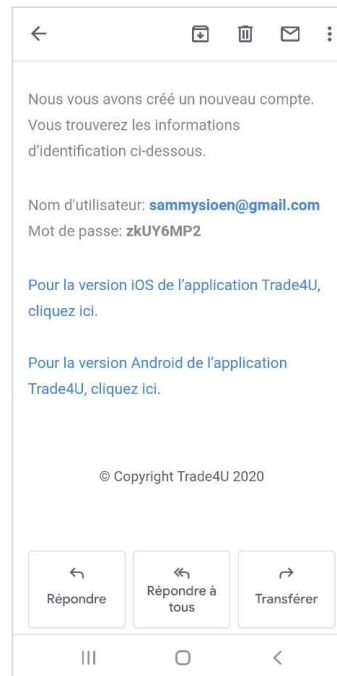 Nous vous avons créé un nouveau compte.
Vous trouverez les informations
d'identification ci-dessous.
Nom d'utilisateur: sammysioen@gmail.com
Mot de passe: zkUY6MP2
Pour la version iOS de l'application Trade4U,
cliquez ici.
Pour la version Android de l'application
Trade4U, cliquez ici.
© Copyright Trade4U 2020
Répondre
Répondre à
tous
Transférer